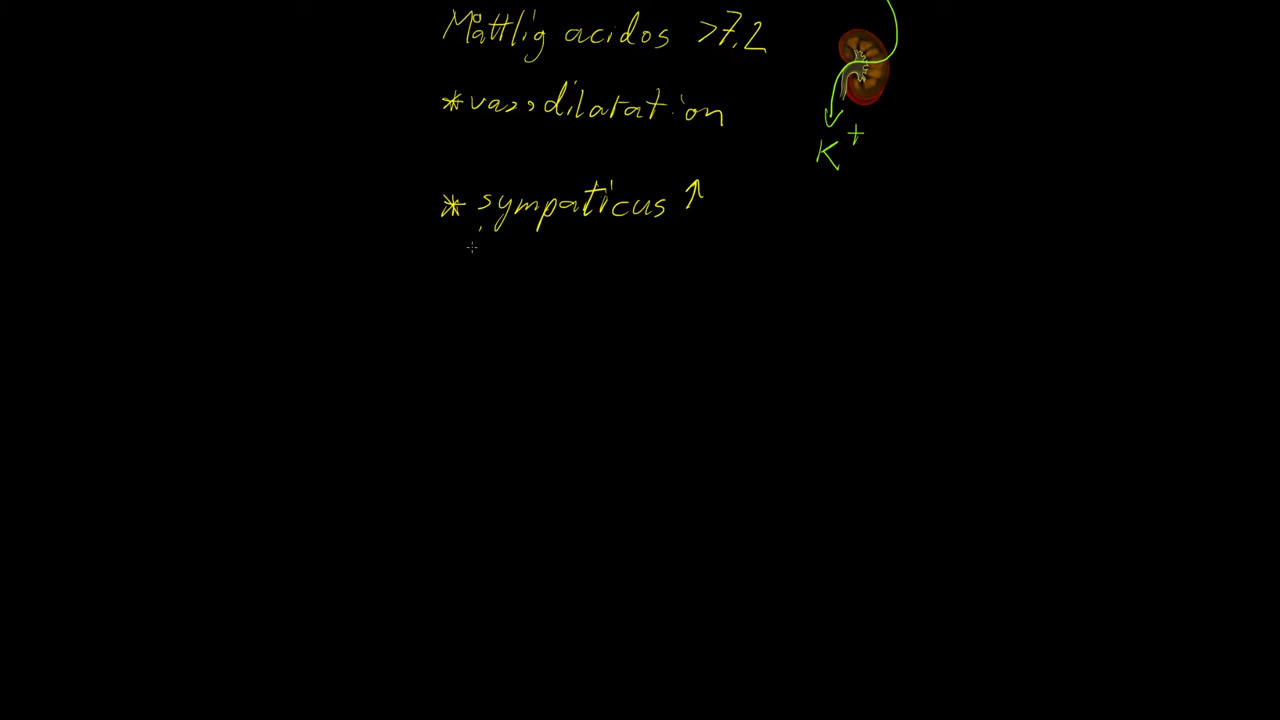 Måttlig acidos >7,2
*vasodilatation
K+
* sympaticus ↑